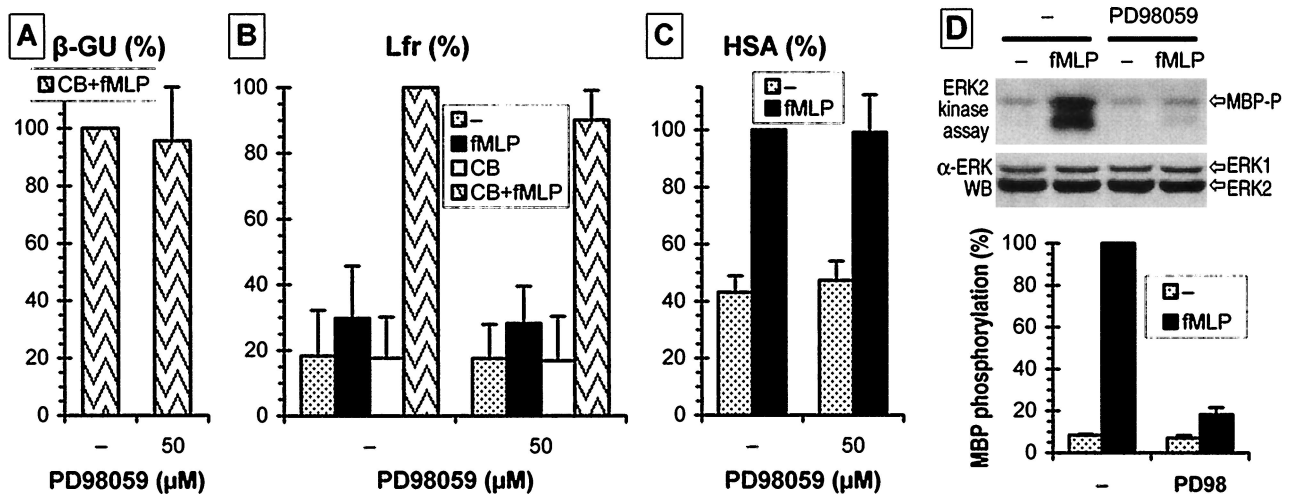 A
β-GU (%)
CB+fMLP
100
80
60
40
20
0
– 50
PD98059 (µM)
B
Lfr (%)
–
fMLP
CB
CB+fMLP
100
80
60
40
20
0
– 50
PD98059 (µM)
C
HSA (%)
–
fMLP
100
80
60
40
20
0
– 50
PD98059 (µM)
D
– PD98059
– fMLP – fMLP
ERK2
kinase
assay
⇦MBP-P
α-ERK
WB
⇦ERK1
⇦ERK2
MBP phosphorylation (%)
–
fMLP
100
80
60
40
20
0
– PD98